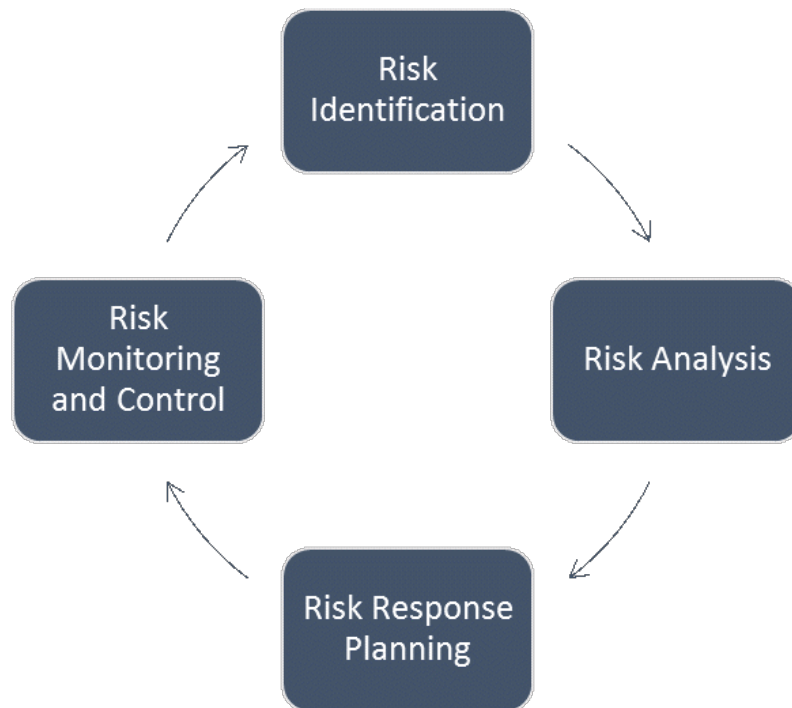 Risk
Identification
Risk Analysis
Risk Response
Planning
Risk
Monitoring
and Control